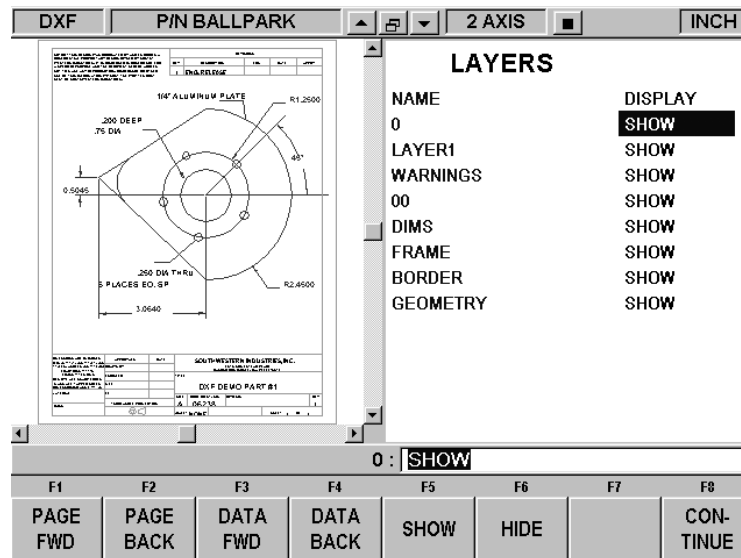 DXF P/N BALLPARK 2 AXIS INCH
ENG. RELEASE
1/4" ALUMINUM PLATE
R1.2500
.200 DEEP
.75 DIA
45°
0.5045
.250 DIA THRU
5 PLACES EQ. SP
R2.4500
3.0640
SOUTHWESTERN INDUSTRIES, INC.
DXF DEMO PART #1
A 06238
LAYERS
NAME DISPLAY
0 SHOW
LAYER1 SHOW
WARNINGS SHOW
00 SHOW
DIMS SHOW
FRAME SHOW
BORDER SHOW
GEOMETRY SHOW
0 : SHOW
F1 F2 F3 F4 F5 F6 F7 F8
PAGE FWD
PAGE BACK
DATA FWD
DATA BACK
SHOW
HIDE
CON-
TINUE